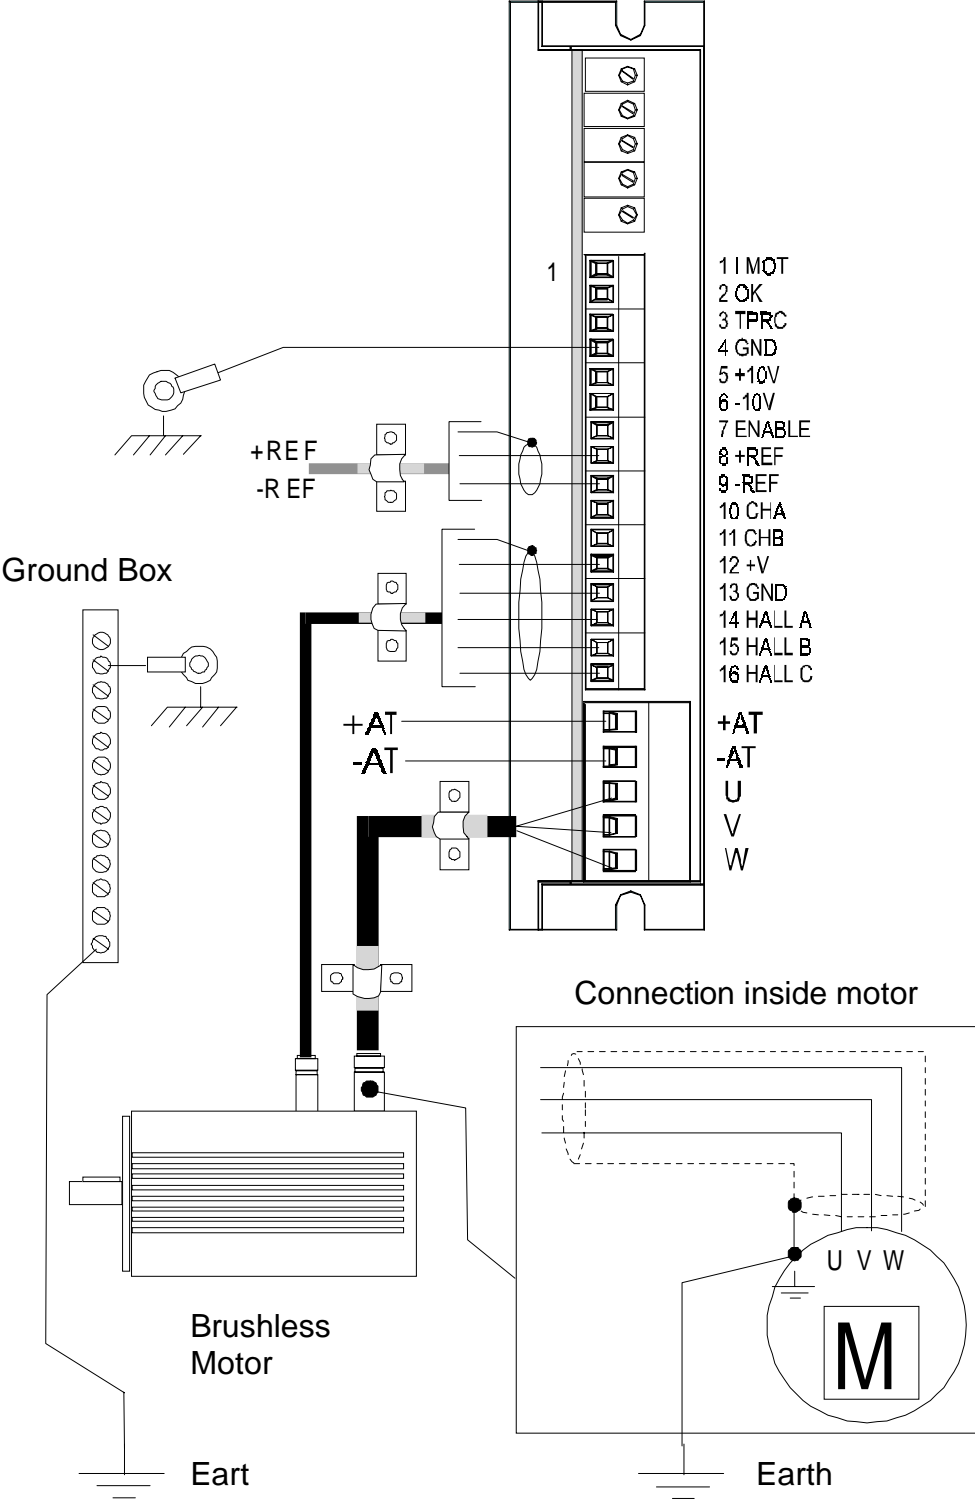 1
1 I MOT
2 OK
3 TPRC
4 GND
5 +10V
6 -10V
7 ENABLE
8 +REF
9 -REF
10 CHA
11 CHB
12 +V
13 GND
14 HALL A
15 HALL B
16 HALL C
+REF
-REF
Ground Box
+AT
-AT
+AT
-AT
U
V
W
Connection inside motor
U V W
M
Brushless
Motor
Eart
Earth